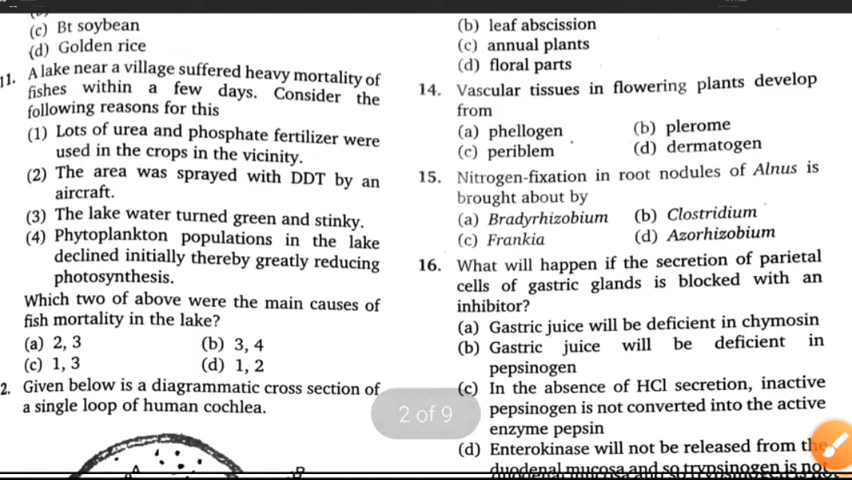 (c) Bt soybean
(d) Golden rice
11. A lake near a village suffered heavy mortality of
fishes within a few days. Consider the
following reasons for this
(1) Lots of urea and phosphate fertilizer were
used in the crops in the vicinity.
(2) The area was sprayed with DDT by an
aircraft.
(3) The lake water turned green and stinky.
(4) Phytoplankton populations in the lake
declined initially thereby greatly reducing
photosynthesis.
Which two of above were the main causes of
fish mortality in the lake?
(a) 2, 3 (b) 3, 4
(c) 1, 3 (d) 1, 2
2. Given below is a diagrammatic cross section of
a single loop of human cochlea.
A
B
(b) leaf abscission
(c) annual plants
(d) floral parts
14. Vascular tissues in flowering plants develop
from
(a) phellogen (b) plerome
(c) periblem (d) dermatogen
15. Nitrogen-fixation in root nodules of Alnus is
brought about by
(a) Bradyrhizobium (b) Clostridium
(c) Frankia (d) Azorhizobium
16. What will happen if the secretion of parietal
cells of gastric glands is blocked with an
inhibitor?
(a) Gastric juice will be deficient in chymosin
(b) Gastric juice will be deficient in
pepsinogen
(c) In the absence of HCl secretion, inactive
pepsinogen is not converted into the active
enzyme pepsin
(d) Enterokinase will not be released from the
duodenal mucosa and so trypsinogen is not
2 of 9